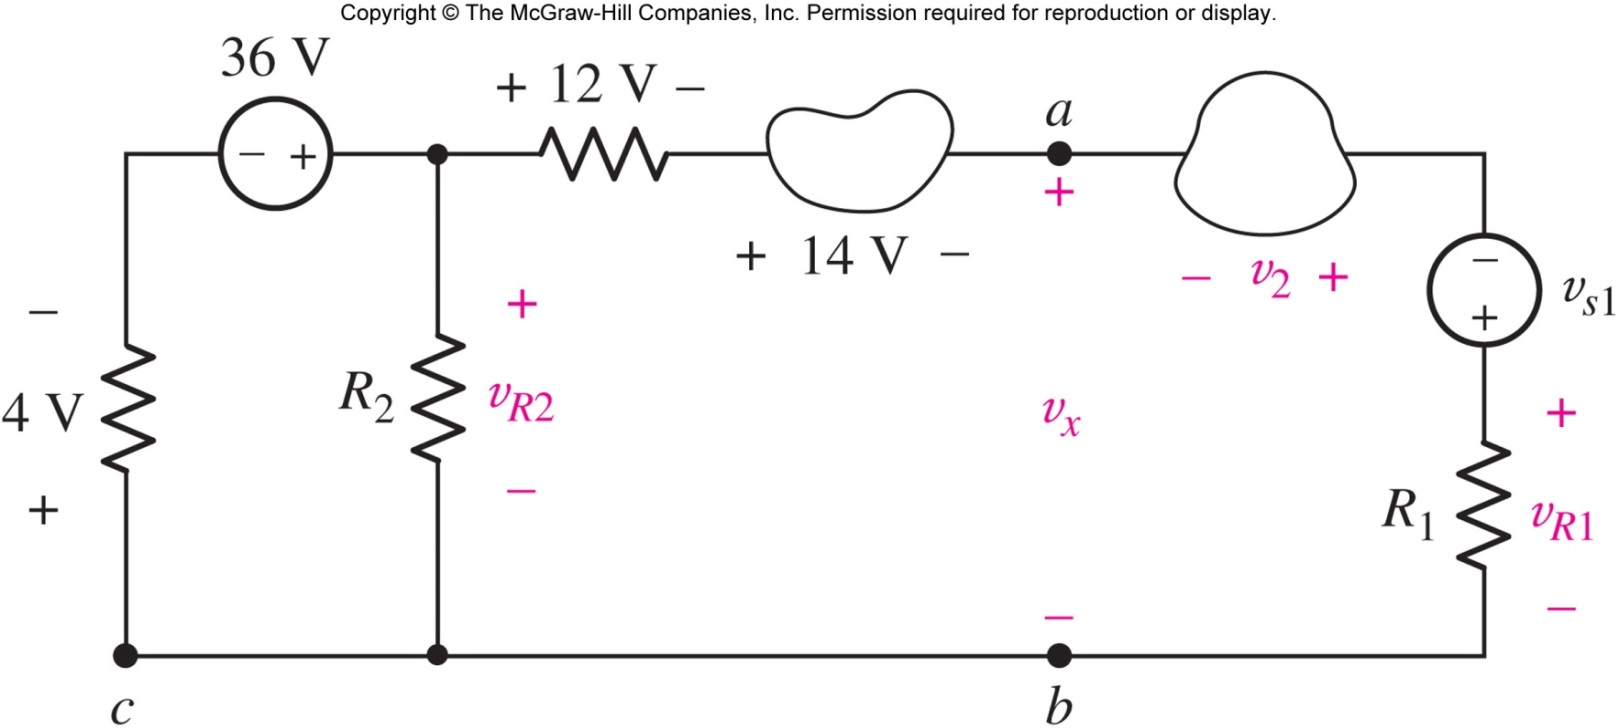 Copyright © The McGraw-Hill Companies, Inc. Permission required for reproduction or display.
36 V
+ 12 V –
a
– +
+
+ 14 V –
– v2 +
–
+
vs1
–
4 V
+
R2
+
vR2
–
vx
–
R1
+
vR1
–
c
b